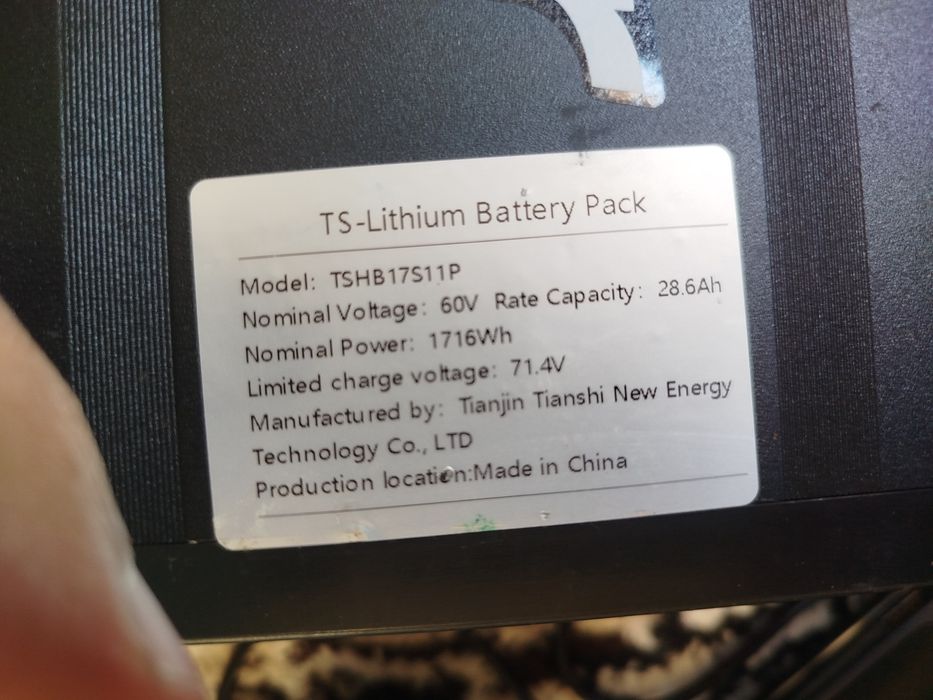 TS-Lithium Battery Pack
Model: TSHB17S11P
Nominal Voltage: 60V Rate Capacity: 28.6Ah
Nominal Power: 1716Wh
Limited charge voltage: 71.4V
Manufactured by: Tianjin Tianshi New Energy
Technology Co., LTD
Production location:Made in China